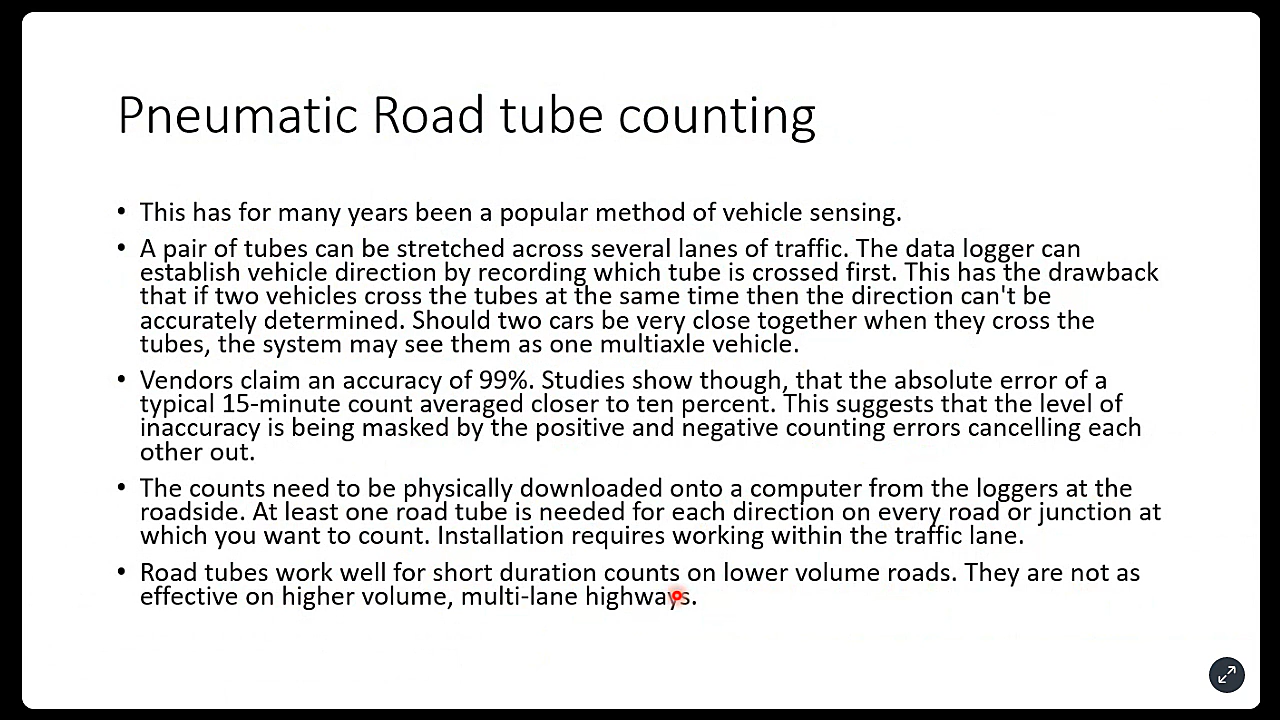 Pneumatic Road tube counting
• This has for many years been a popular method of vehicle sensing.
• A pair of tubes can be stretched across several lanes of traffic. The data logger can
establish vehicle direction by recording which tube is crossed first. This has the drawback
that if two vehicles cross the tubes at the same time then the direction can't be
accurately determined. Should two cars be very close together when they cross the
tubes, the system may see them as one multiaxle vehicle.
• Vendors claim an accuracy of 99%. Studies show though, that the absolute error of a
typical 15-minute count averaged closer to ten percent. This suggests that the level of
inaccuracy is being masked by the positive and negative counting errors cancelling each
other out.
• The counts need to be physically downloaded onto a computer from the loggers at the
roadside. At least one road tube is needed for each direction on every road or junction at
which you want to count. Installation requires working within the traffic lane.
• Road tubes work well for short duration counts on lower volume roads. They are not as
effective on higher volume, multi-lane highways.